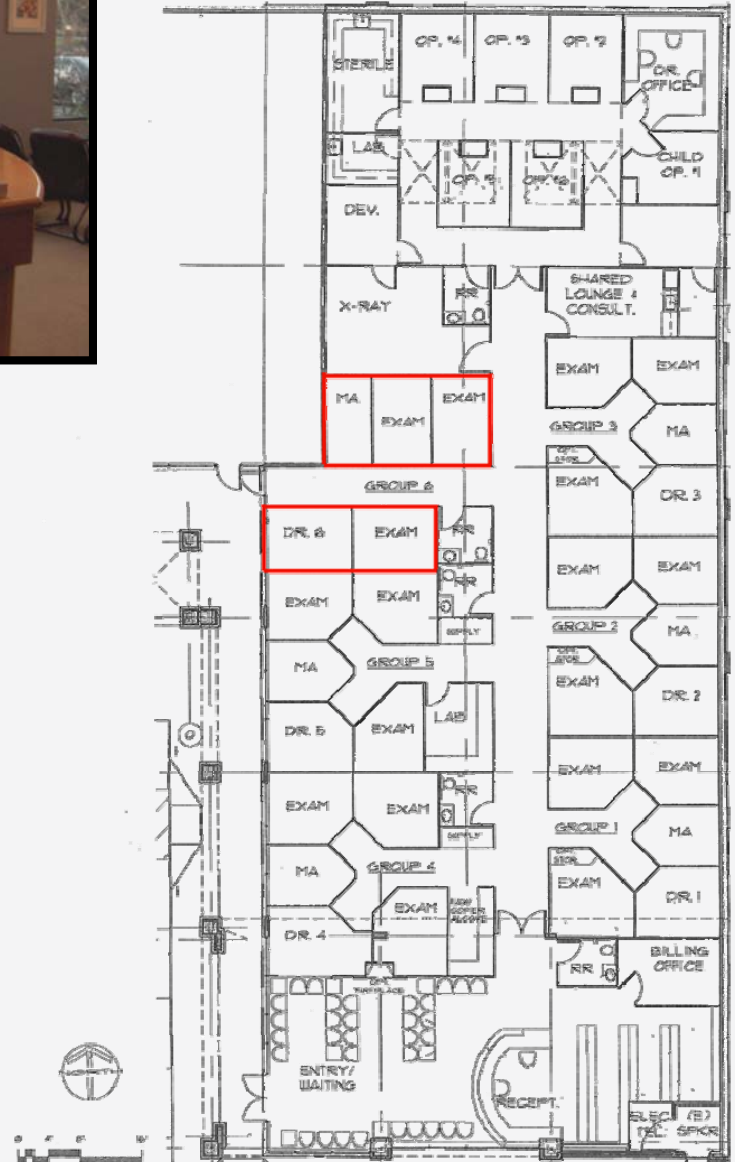 STERILE
OP. #4
OP. #3
OP. #2
DR.
OFFICE
LAB
CHILD
OP. #1
DEV.
X-RAY
RR
SHARED
LOUNGE &
CONSULT.
EXAM
EXAM
MA
EXAM
EXAM
GROUP 3
MA
EXAM
DR. 3
GROUP 6
DR. 6
EXAM
RR
RR
EXAM
EXAM
EXAM
EXAM
SUPPLY
GROUP 2
MA
MA
GROUP 5
EXAM
DR. 2
DR. 5
EXAM
LAB
EXAM
EXAM
EXAM
EXAM
RR
SUPPLY
GROUP 1
MA
MA
GROUP 4
EXAM
DR. 1
EXAM
DR. 4
RR
BILLING
OFFICE
ENTRY/
WAITING
RECEPT.
ELEC
TEL
(E)
SPKR